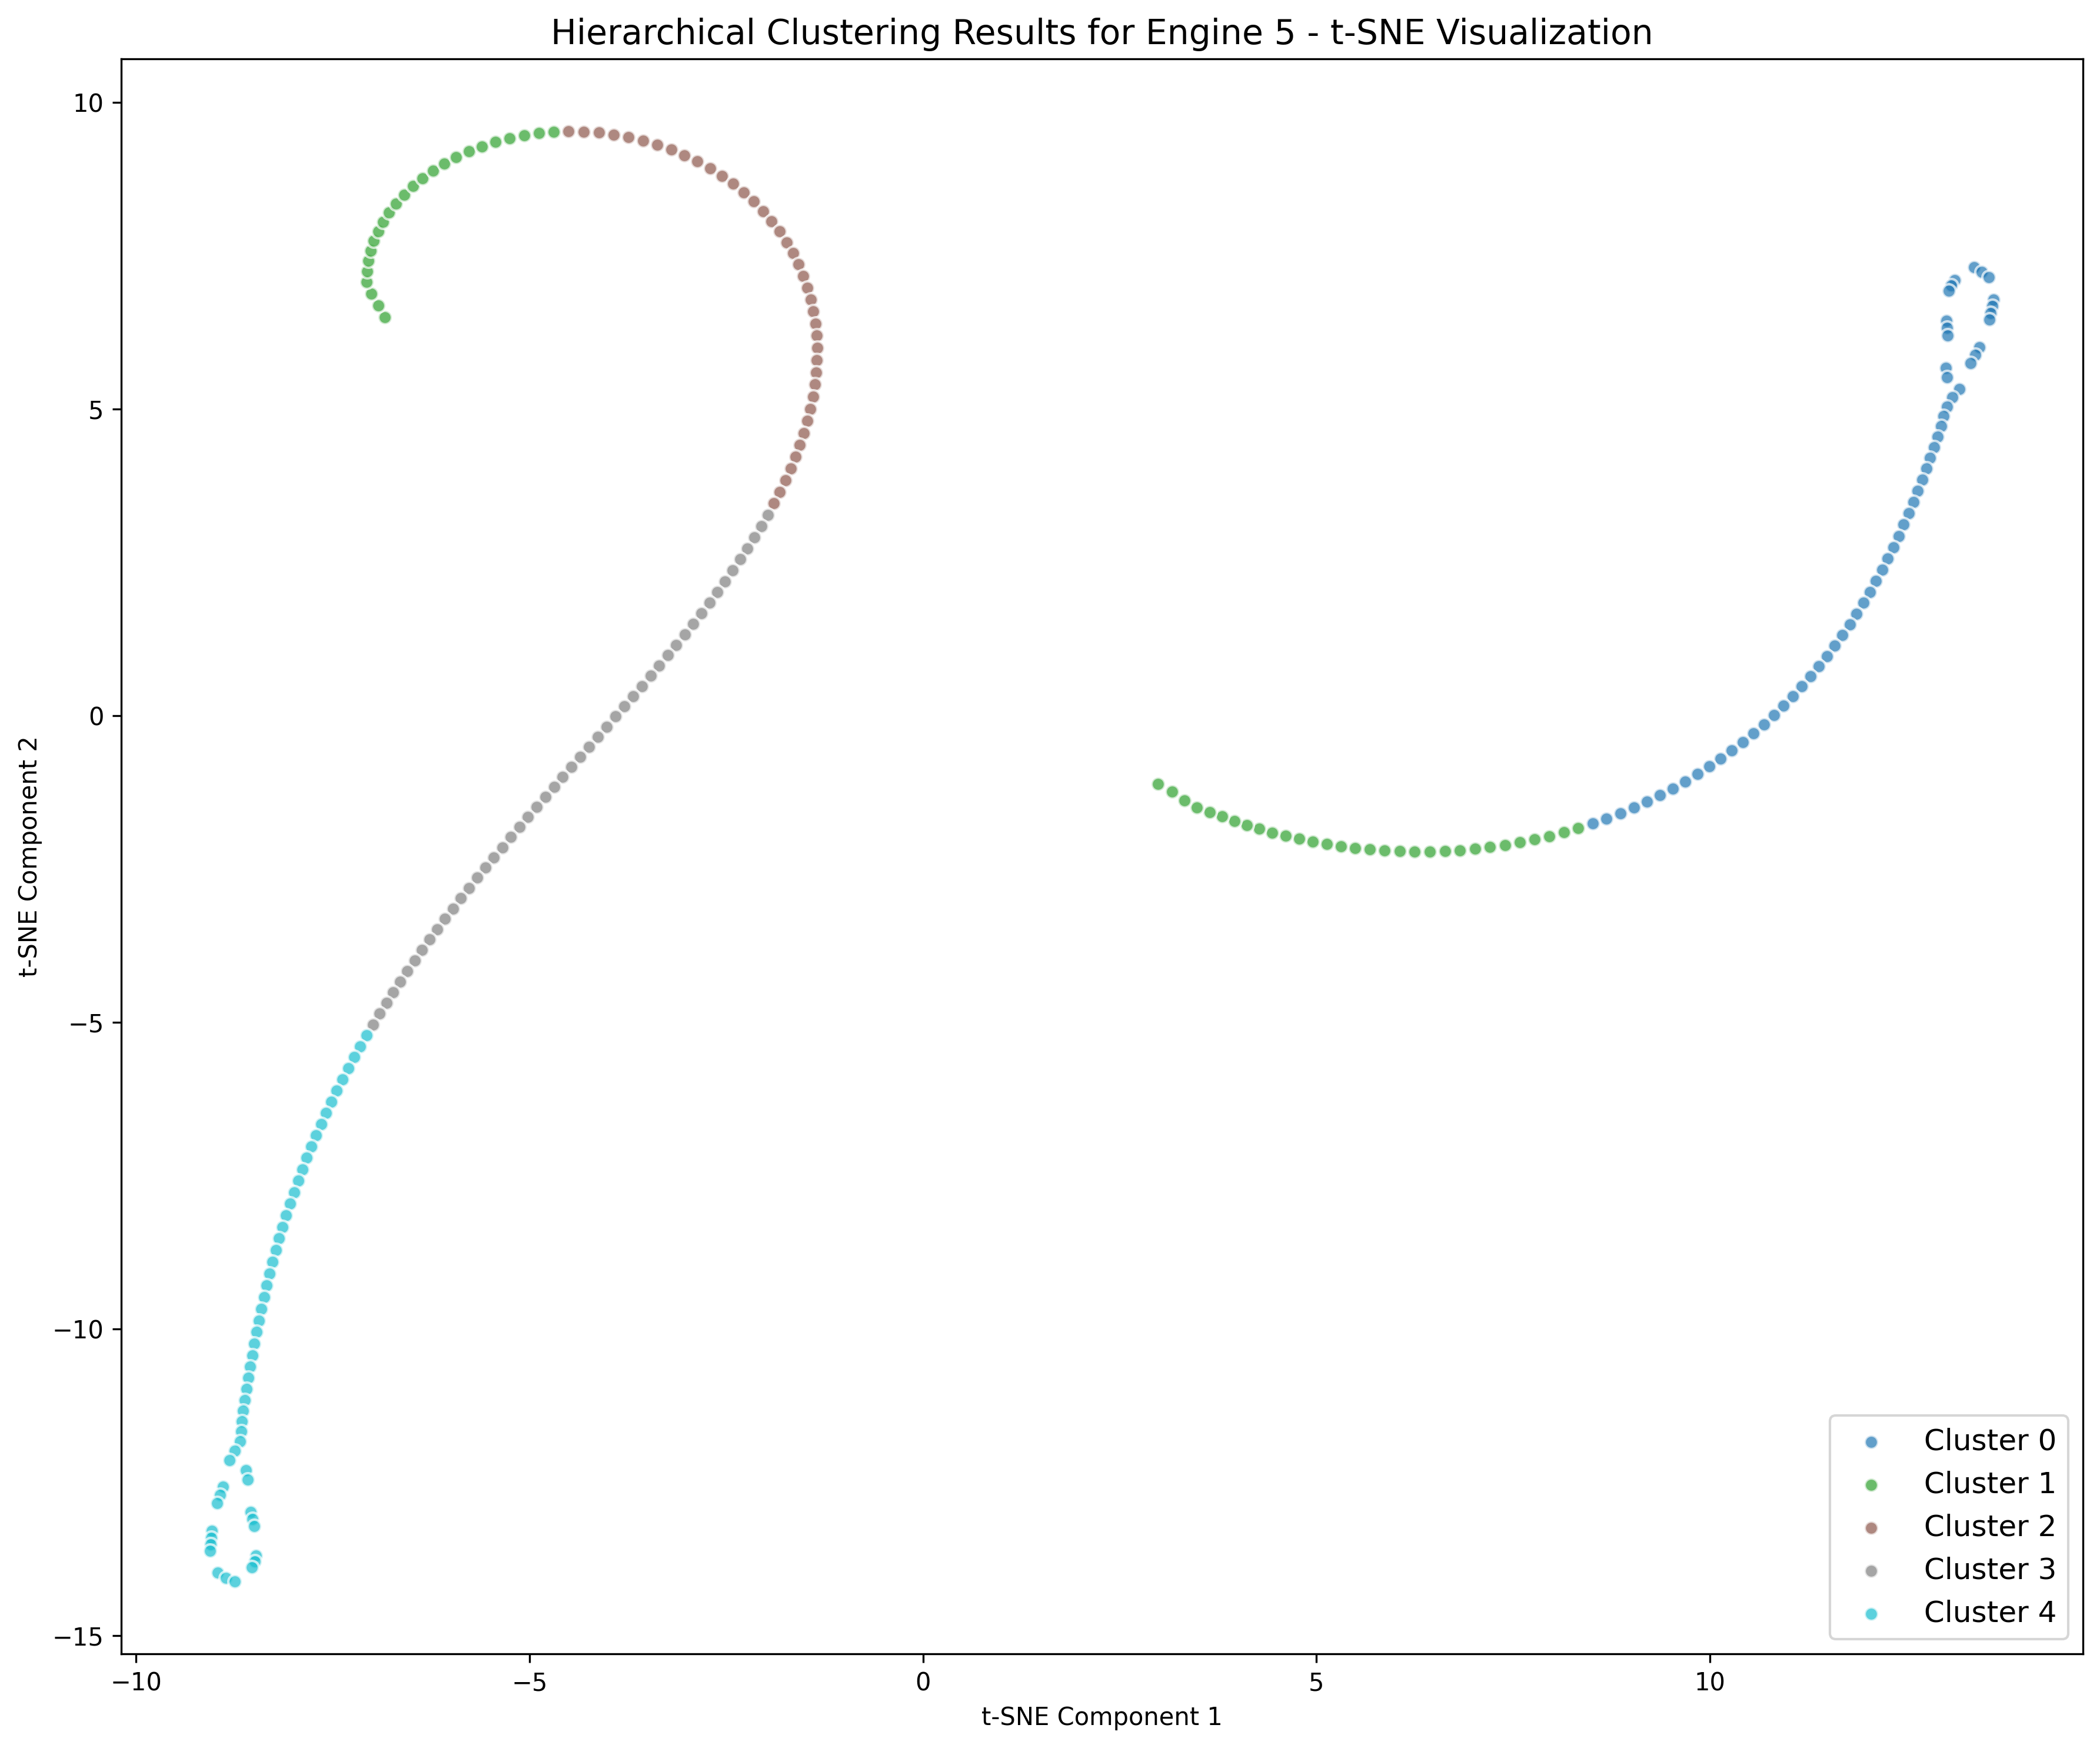 Hierarchical Clustering Results for Engine 5 - t-SNE Visualization
10
5
0
−5
−10
−15
t-SNE Component 2
−10
−5
0
5
10
t-SNE Component 1
Cluster 0
Cluster 1
Cluster 2
Cluster 3
Cluster 4